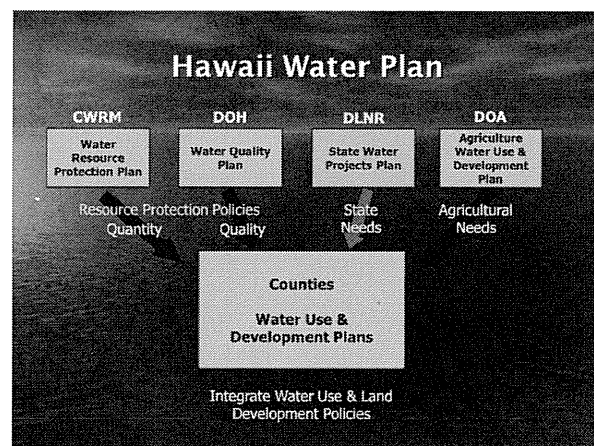 Hawaii Water Plan
CWRM
DOH
DLNR
DOA
Water
Resource
Protection Plan
Water Quality
Plan
State Water
Projects Plan
Agriculture
Water Use &
Development
Plan
Resource Protection Policies
Quantity
Quality
State
Needs
Agricultural
Needs
Counties
Water Use &
Development Plans
Integrate Water Use & Land
Development Policies